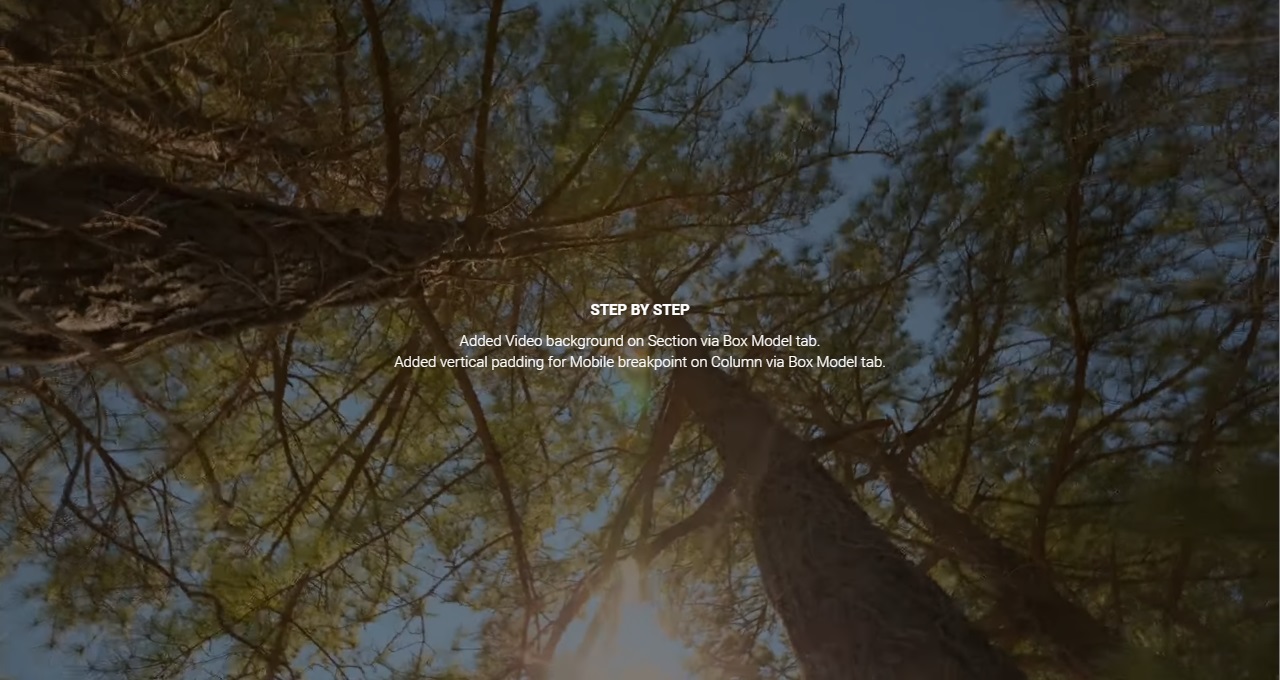 STEP BY STEP
Added Video background on Section via Box Model tab.
Added vertical padding for Mobile breakpoint on Column via Box Model tab.